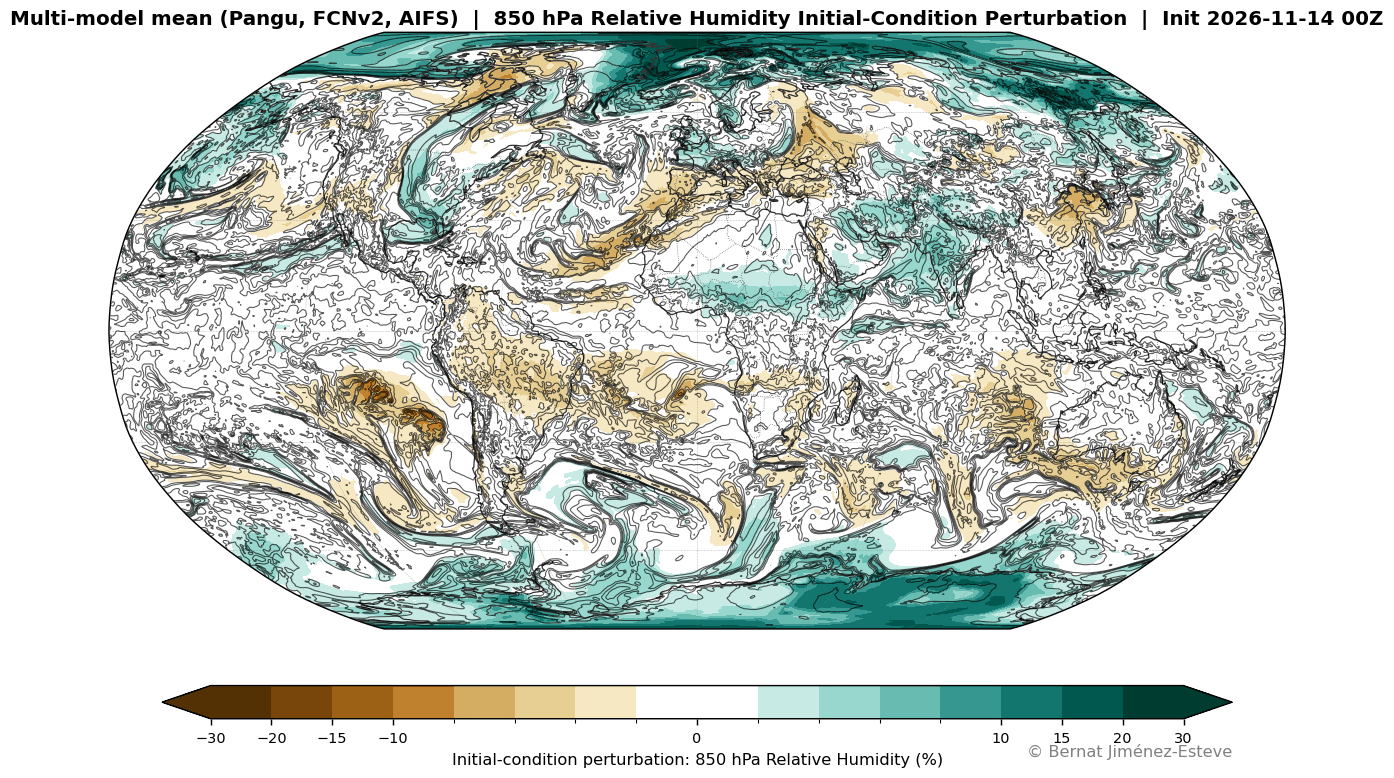 Multi-model mean (Pangu, FCNv2, AIFS)  |  850 hPa Relative Humidity Initial-Condition Perturbation  |  Init 2026-11-14 00Z
−30 −20 −15 −10 0 10 15 20 30
© Bernat Jiménez-Esteve
Initial-condition perturbation: 850 hPa Relative Humidity (%)